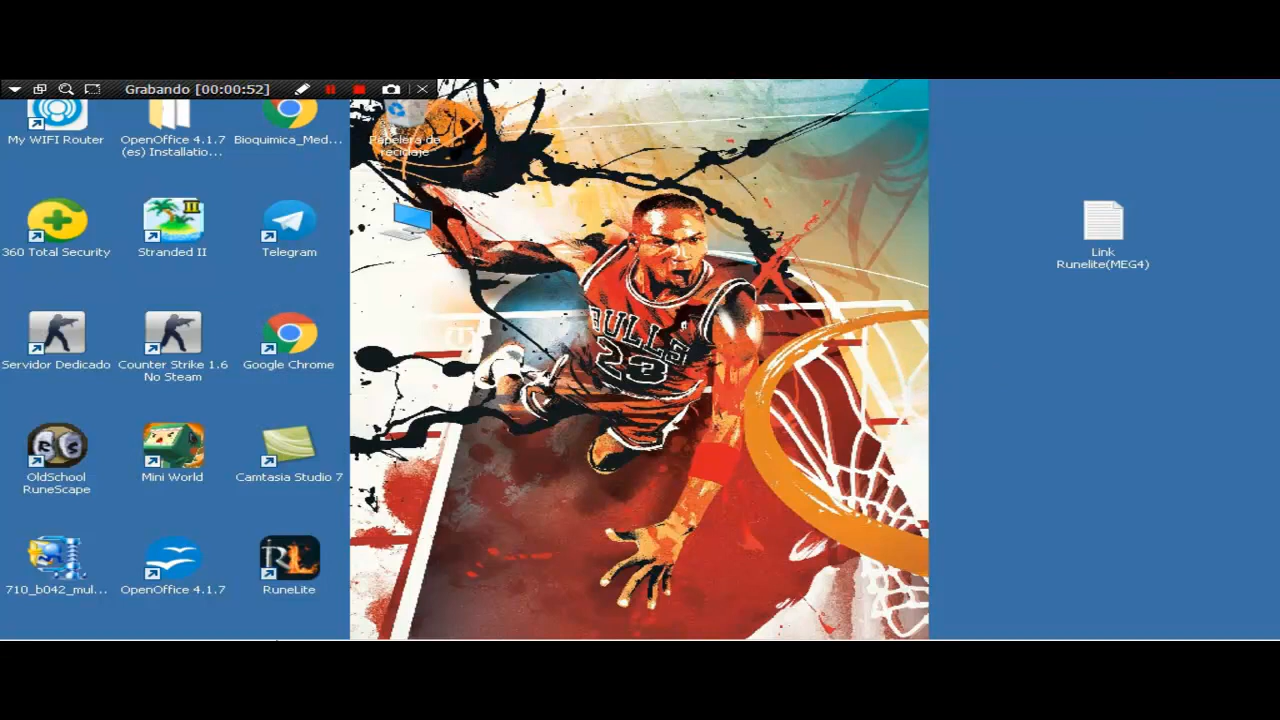 Grabando [00:00:52]
My WIFI Router
OpenOffice 4.1.7
(es) Installatio...
Bioquimica_Med...
Papelera de
reciclaje
360 Total Security
Stranded II
Telegram
Link
Runelite(MEG4)
BULLS
23
Servidor Dedicado
Counter Strike 1.6
No Steam
Google Chrome
OldSchool
RuneScape
Mini World
Camtasia Studio 7
710_b042_mul...
OpenOffice 4.1.7
RL
RuneLite